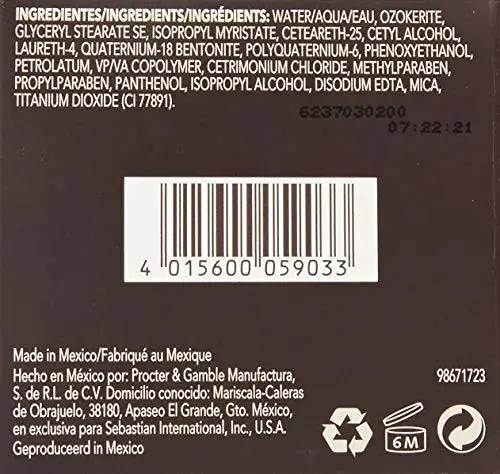 INGREDIENTES/INGREDIENTS/INGRÉDIENTS: WATER/AQUA/EAU, OZOKERITE,
GLYCERYL STEARATE SE, ISOPROPYL MYRISTATE, CETEARETH-25, CETYL ALCOHOL,
LAURETH-4, QUATERNIUM-18 BENTONITE, POLYQUATERNIUM-6, PHENOXYETHANOL,
PETROLATUM, VP/VA COPOLYMER, CETRIMONIUM CHLORIDE, METHYLPARABEN,
PROPYLPARABEN, PANTHENOL, ISOPROPYL ALCOHOL, DISODIUM EDTA, MICA,
TITANIUM DIOXIDE (CI 77891).
6237030200
07:22:21
4 015600 059033
Made in Mexico/Fabriqué au Mexique
Hecho en México por: Procter & Gamble Manufactura,
S. de R.L. de C.V. Domicilio conocido: Mariscala-Caleras
de Obrajuelo, 38180, Apaseo El Grande, Gto. México,
en exclusiva para Sebastian International, Inc., U.S.A.
Geproduceerd in Mexico
98671723
6M